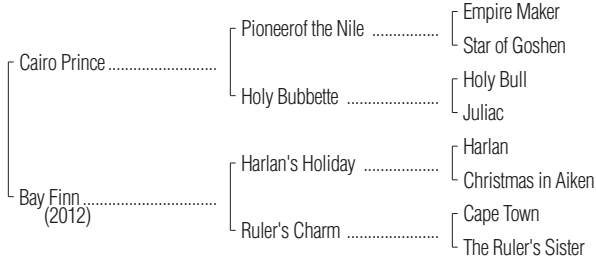 Empire Maker
Pioneerof the Nile ................
Star of Goshen
Cairo Prince ...........................
Holy Bull
Holy Bubbette .......................
Juliac
Harlan
Harlan's Holiday ...................
Christmas in Aiken
Bay Finn .................................
(2012)
Cape Town
Ruler's Charm .......................
The Ruler's Sister